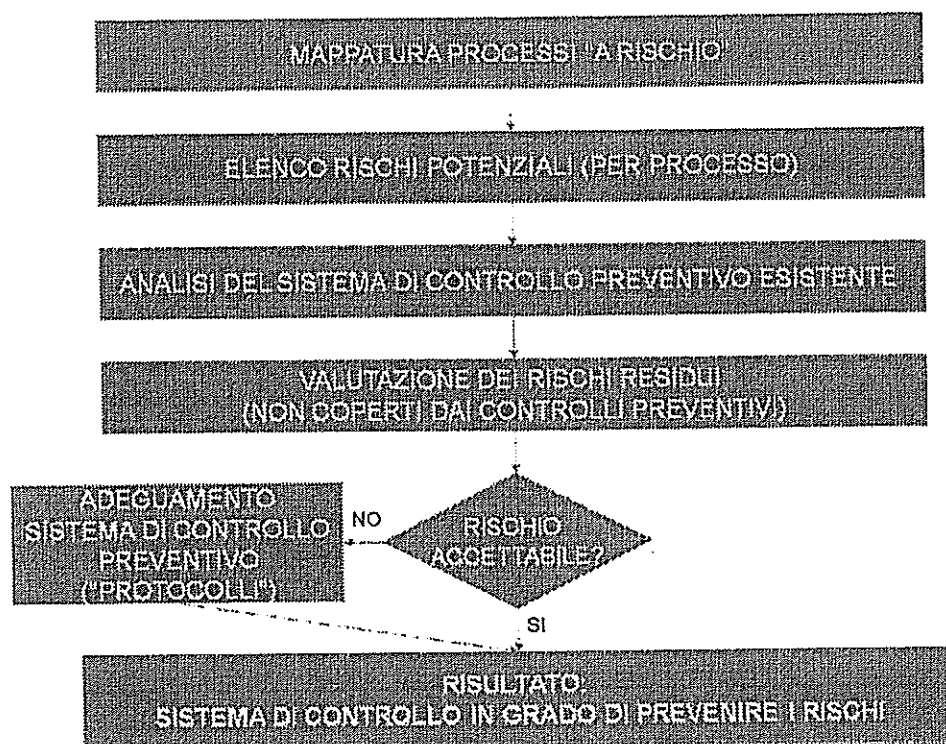 MAPPATURA PROCESSI "A RISCHIO"
ELENCO RISCHI POTENZIALI (PER PROCESSO)
ANALISI DEL SISTEMA DI CONTROLLO PREVENTIVO ESISTENTE
VALUTAZIONE DEI RISCHI RESIDUI
(NON COPERTI DAI CONTROLLI PREVENTIVI)
ADEGUAMENTO
SISTEMA DI CONTROLLO
PREVENTIVO
("PROTOCOLLI")
NO
RISCHIO
ACCETTABILE?
SI
RISULTATO:
SISTEMA DI CONTROLLO IN GRADO DI PREVENIRE I RISCHI